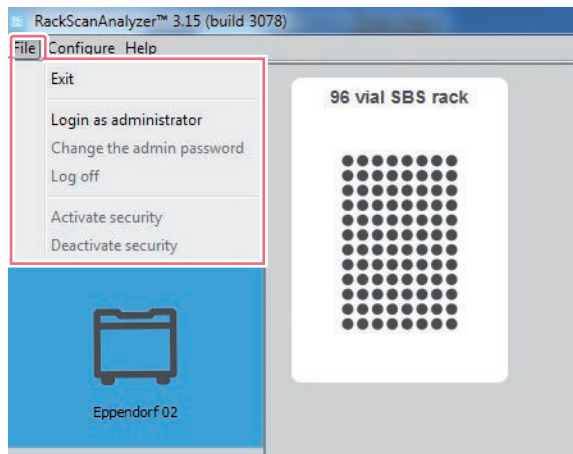 RackScanAnalyzer™ 3.15 (build 3078)
File Configure Help
Exit
Login as administrator
Change the admin password
Log off
Activate security
Deactivate security
96 vial SBS rack
Eppendorf 02